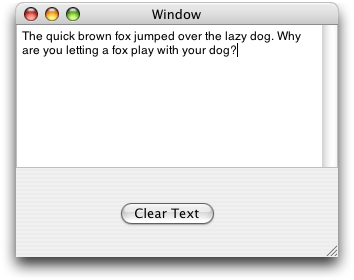 Window
The quick brown fox jumped over the lazy dog. Why
are you letting a fox play with your dog?
Clear Text